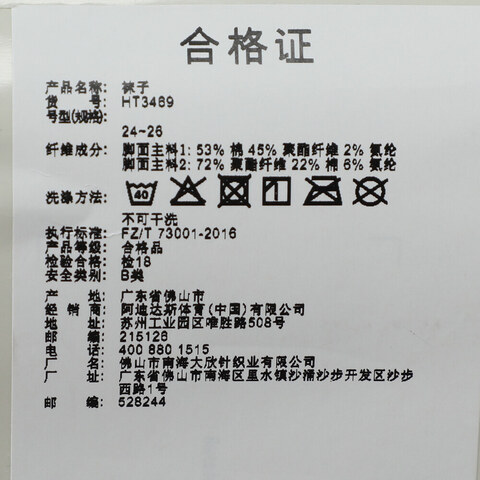 合格证
产品名称: 袜子
货 号: HT3469
号型(规格):
24-26
纤维成分: 脚面主料1: 53% 棉 45% 聚酯纤维 2% 氨纶
脚面主料2: 72% 聚酯纤维 22% 棉 6% 氨纶
洗涤方法: 40
不可干洗
执行标准: FZ/T 73001-2016
产品等级: 合格品
检验合格: 检18
安全类别: B类
产 地: 广东省佛山市
经 销 商: 阿迪达斯体育(中国)有限公司
地 址: 苏州工业园区唯胜路508号
邮 编: 215126
电 话: 400 880 1515
厂 名: 佛山市南海大欣针织业有限公司
厂 址: 广东省佛山市南海区里水镇沙涌沙步开发区沙步
西路1号
邮 编: 528244